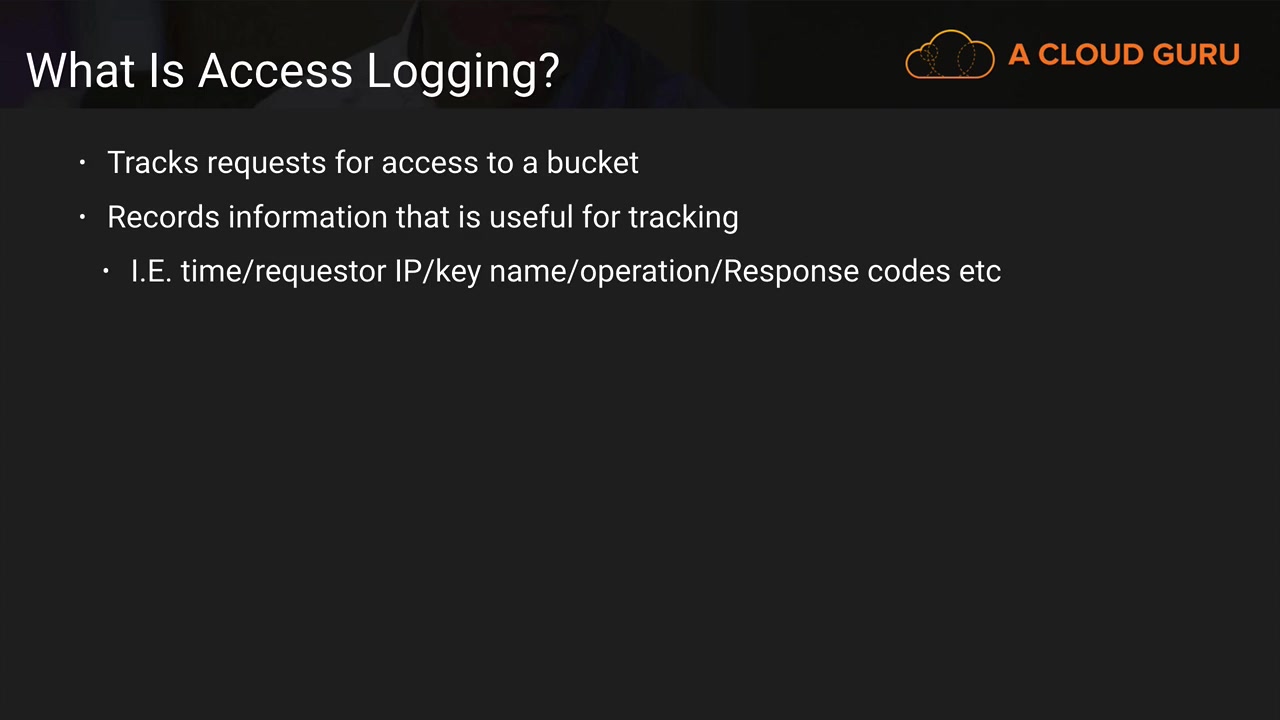 What Is Access Logging?
A CLOUD GURU
• Tracks requests for access to a bucket
• Records information that is useful for tracking
• I.E. time/requestor IP/key name/operation/Response codes etc